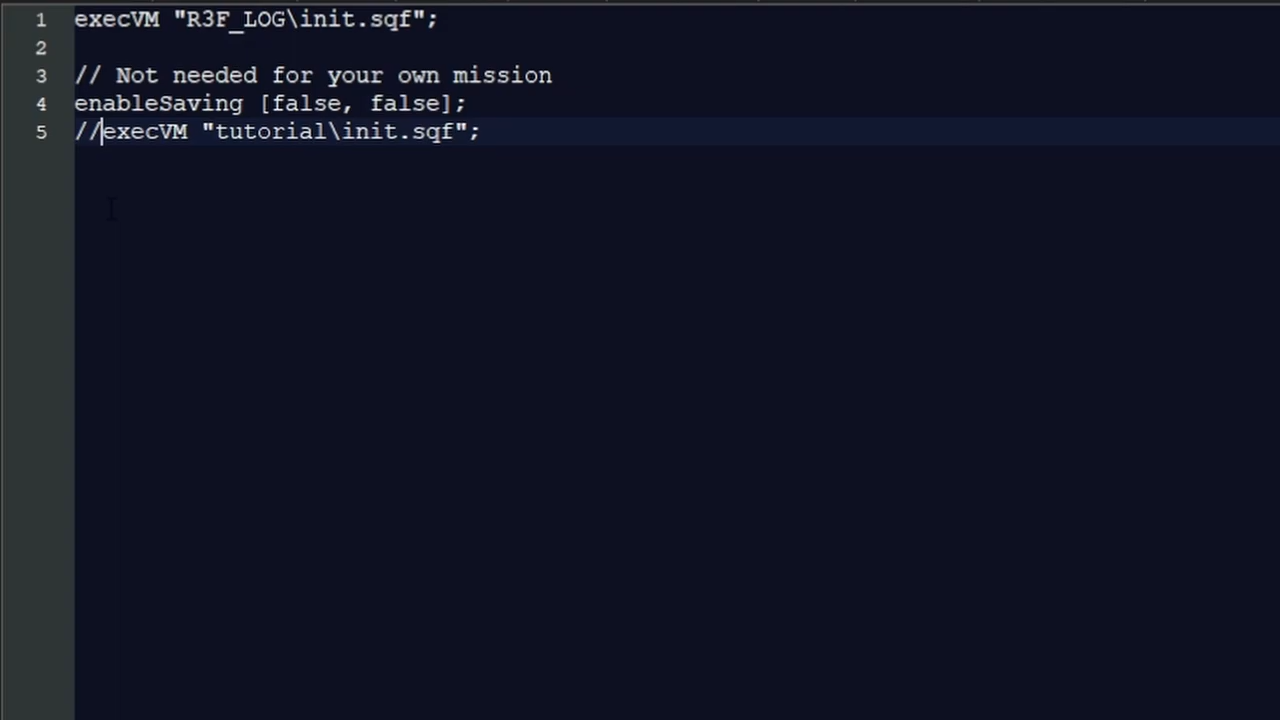 1 execVM "R3F_LOG\init.sqf";
2
3 // Not needed for your own mission
4 enableSaving [false, false];
5 //execVM "tutorial\init.sqf";